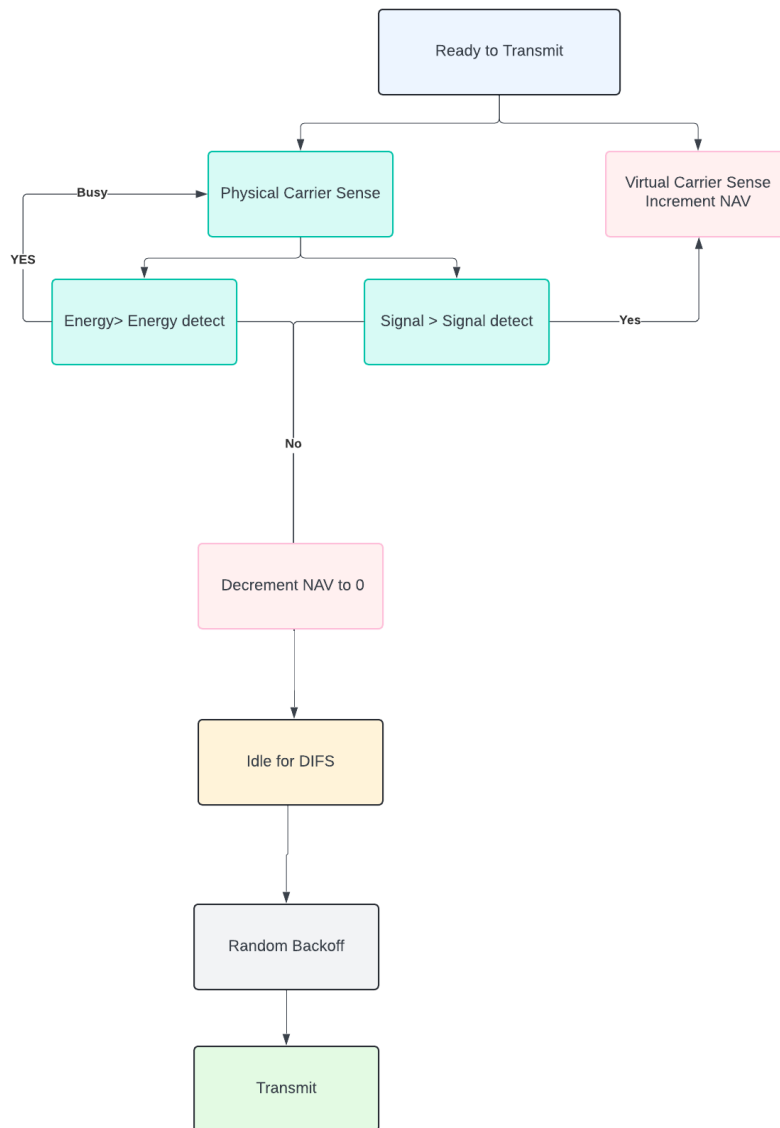 Ready to Transmit
Physical Carrier Sense
Virtual Carrier Sense
Increment NAV
Busy
YES
Energy> Energy detect
Signal > Signal detect
Yes
No
Decrement NAV to 0
Idle for DIFS
Random Backoff
Transmit